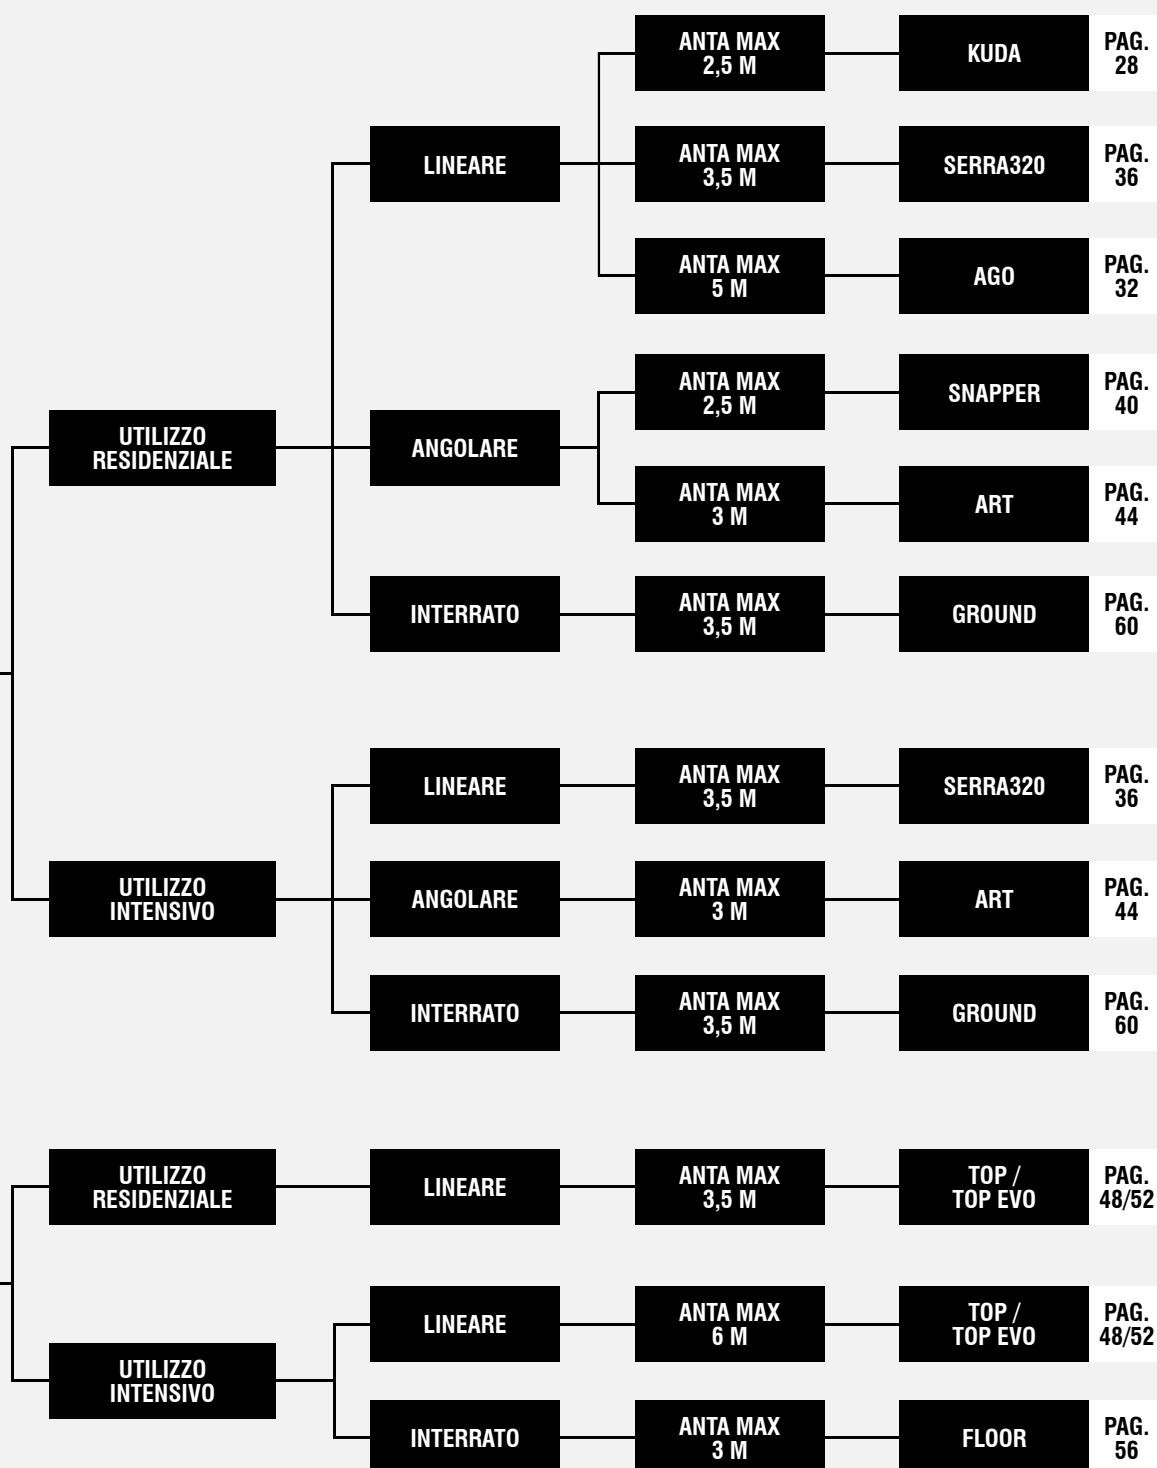 ANTA MAX
2,5 M
KUDA
PAG.
28
LINEARE
ANTA MAX
3,5 M
SERRA320
PAG.
36
ANTA MAX
5 M
AGO
PAG.
32
UTILIZZO
RESIDENZIALE
ANGOLARE
ANTA MAX
2,5 M
SNAPPER
PAG.
40
ANTA MAX
3 M
ART
PAG.
44
INTERRATO
ANTA MAX
3,5 M
GROUND
PAG.
60
UTILIZZO
INTENSIVO
LINEARE
ANTA MAX
3,5 M
SERRA320
PAG.
36
ANGOLARE
ANTA MAX
3 M
ART
PAG.
44
INTERRATO
ANTA MAX
3,5 M
GROUND
PAG.
60
UTILIZZO
RESIDENZIALE
LINEARE
ANTA MAX
3,5 M
TOP /
TOP EVO
PAG.
48/52
UTILIZZO
INTENSIVO
LINEARE
ANTA MAX
6 M
TOP /
TOP EVO
PAG.
48/52
INTERRATO
ANTA MAX
3 M
FLOOR
PAG.
56